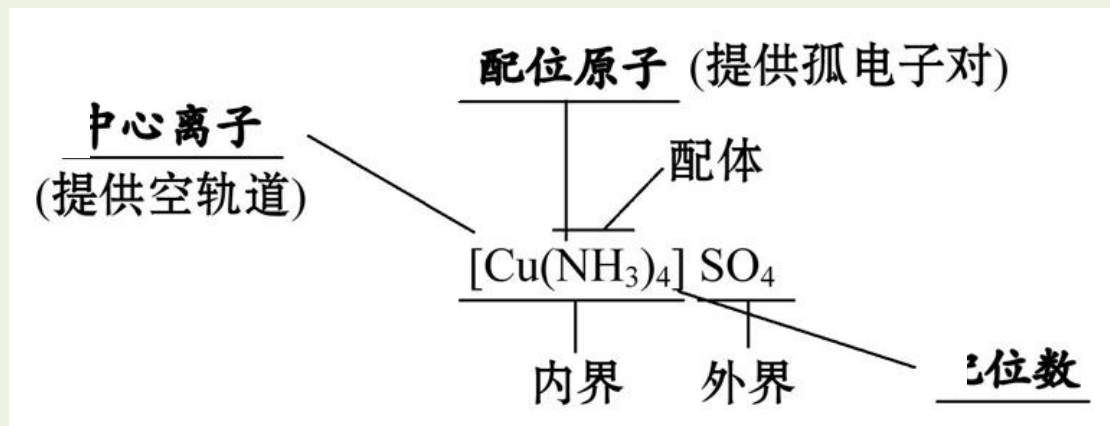 配位原子 (提供孤电子对)
中心离子
(提供空轨道)
配体
[Cu(NH₃)₄] SO₄
内界
外界
配位数